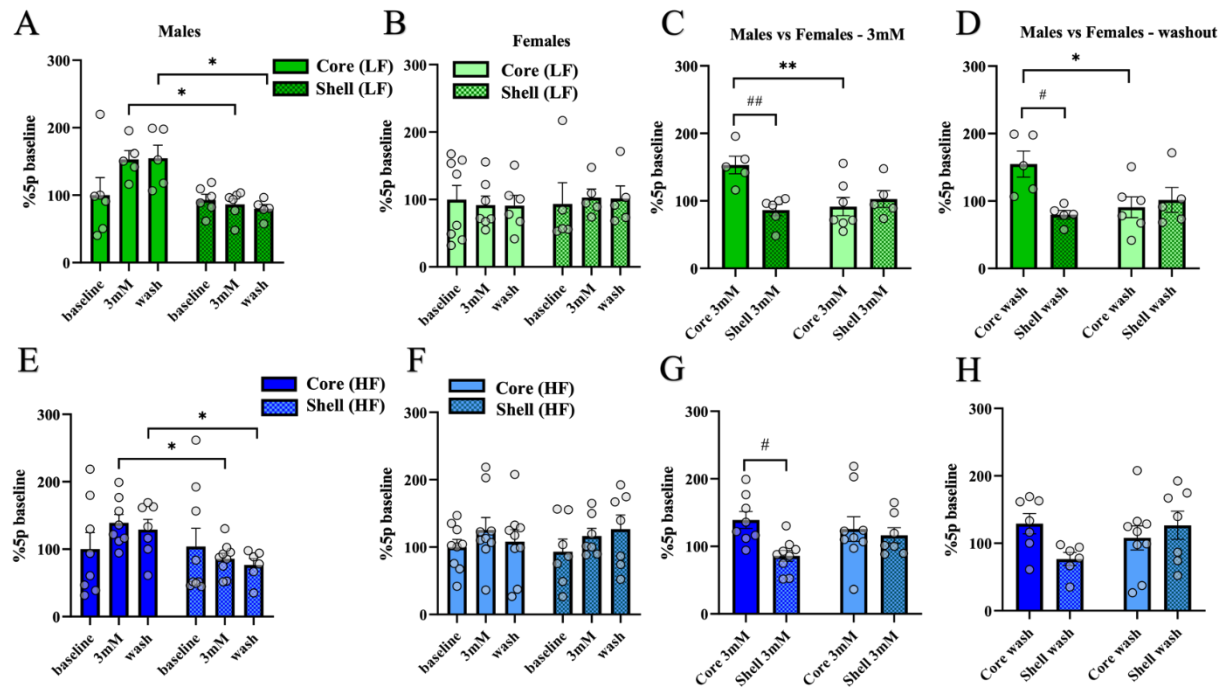 A
Males
*
*
Core (LF)
Shell (LF)
%5p baseline
300
200
100
0
baseline
3mM
wash
baseline
3mM
wash
B
Females
Core (LF)
Shell (LF)
%5p baseline
300
200
100
0
baseline
3mM
wash
baseline
3mM
wash
C
Males vs Females - 3mM
**
##
%5p baseline
300
200
100
0
Core 3mM
Shell 3mM
Core 3mM
Shell 3mM
D
Males vs Females - washout
*
#
%5p baseline
300
200
100
0
Core wash
Shell wash
Core wash
Shell wash
E
Core (HF)
Shell (HF)
*
*
%5p baseline
300
200
100
0
baseline
3mM
wash
baseline
3mM
wash
F
Core (HF)
Shell (HF)
%5p baseline
300
200
100
0
baseline
3mM
wash
baseline
3mM
wash
G
#
%5p baseline
300
200
100
0
Core 3mM
Shell 3mM
Core 3mM
Shell 3mM
H
%5p baseline
300
200
100
0
Core wash
Shell wash
Core wash
Shell wash